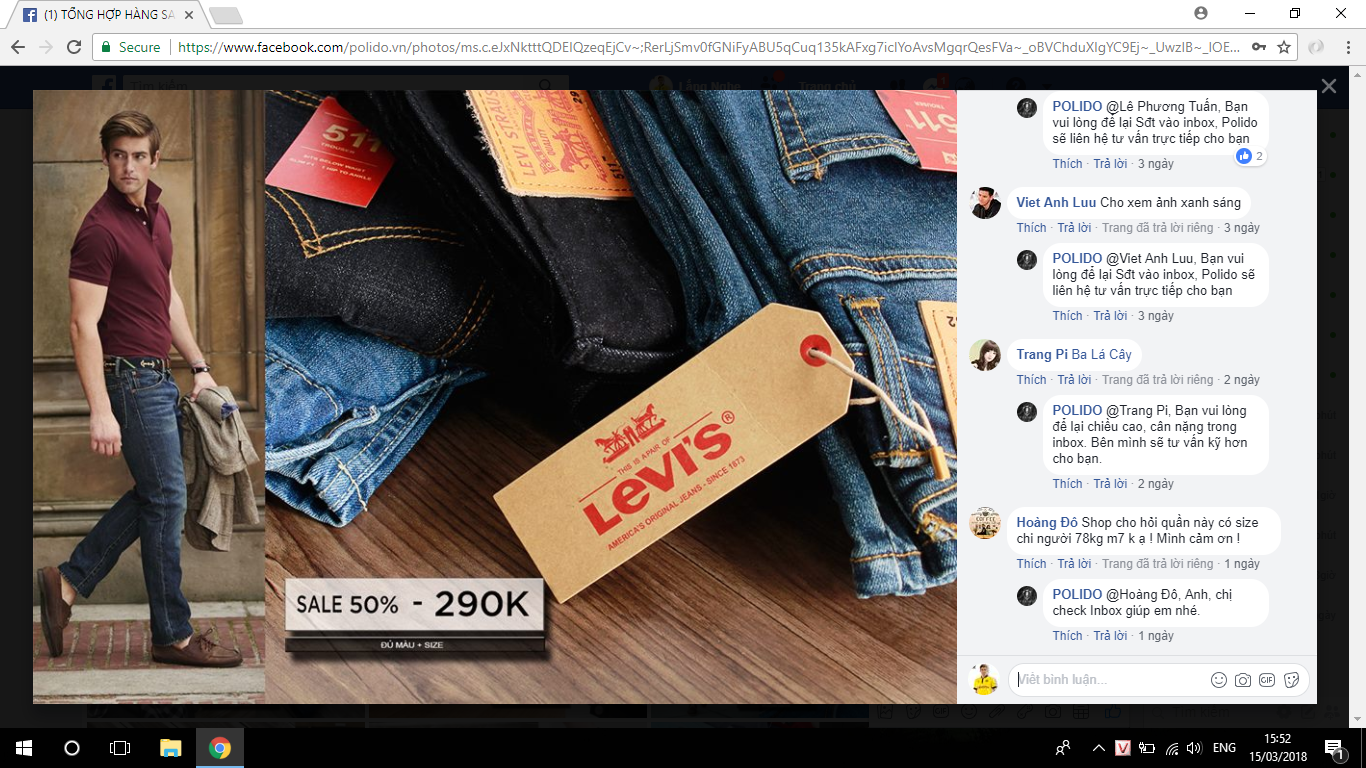 (1) TỔNG HỢP HÀNG SA
Secure
https://www.facebook.com/polido.vn/photos/
Tìm kiếm
511
LEVI STRAUSS
QUALITY
511
THIS IS A PAIR OF
Levi's®
AMERICA'S ORIGINAL JEANS - SINCE 1873
SALE 50% - 290K
ĐỦ MÀU + SIZE
POLIDO @Lê Phương Tuấn, Bạn
vui lòng để lại Sđt vào inbox, Polido
sẽ liên hệ tư vấn trực tiếp cho bạn
2
Thích · Trả lời · 3 ngày
Viet Anh Luu Cho xem ảnh xanh sáng
Thích · Trả lời · Trang đã trả lời riêng · 3 ngày
POLIDO @Viet Anh Luu, Bạn vui
lòng để lại Sđt vào inbox, Polido sẽ
liên hệ tư vấn trực tiếp cho bạn
Thích · Trả lời · 3 ngày
Trang Pi Ba Lá Cây
Thích · Trả lời · Trang đã trả lời riêng · 2 ngày
POLIDO @Trang Pi, Bạn vui lòng
để lại chiều cao, cân nặng trong
inbox. Bên mình sẽ tư vấn kỹ hơn
cho bạn.
Thích · Trả lời · 2 ngày
Hoàng Đô Shop cho hỏi quần này có size
chi người 78kg m7 k ạ ! Mình cảm ơn !
Thích · Trả lời · Trang đã trả lời riêng · 1 ngày
POLIDO @Hoàng Đô, Anh, chị
check Inbox giúp em nhé.
Thích · Trả lời · 1 ngày
Viết bình luận...
GIF
V
ENG
15:52
15/03/2018
1